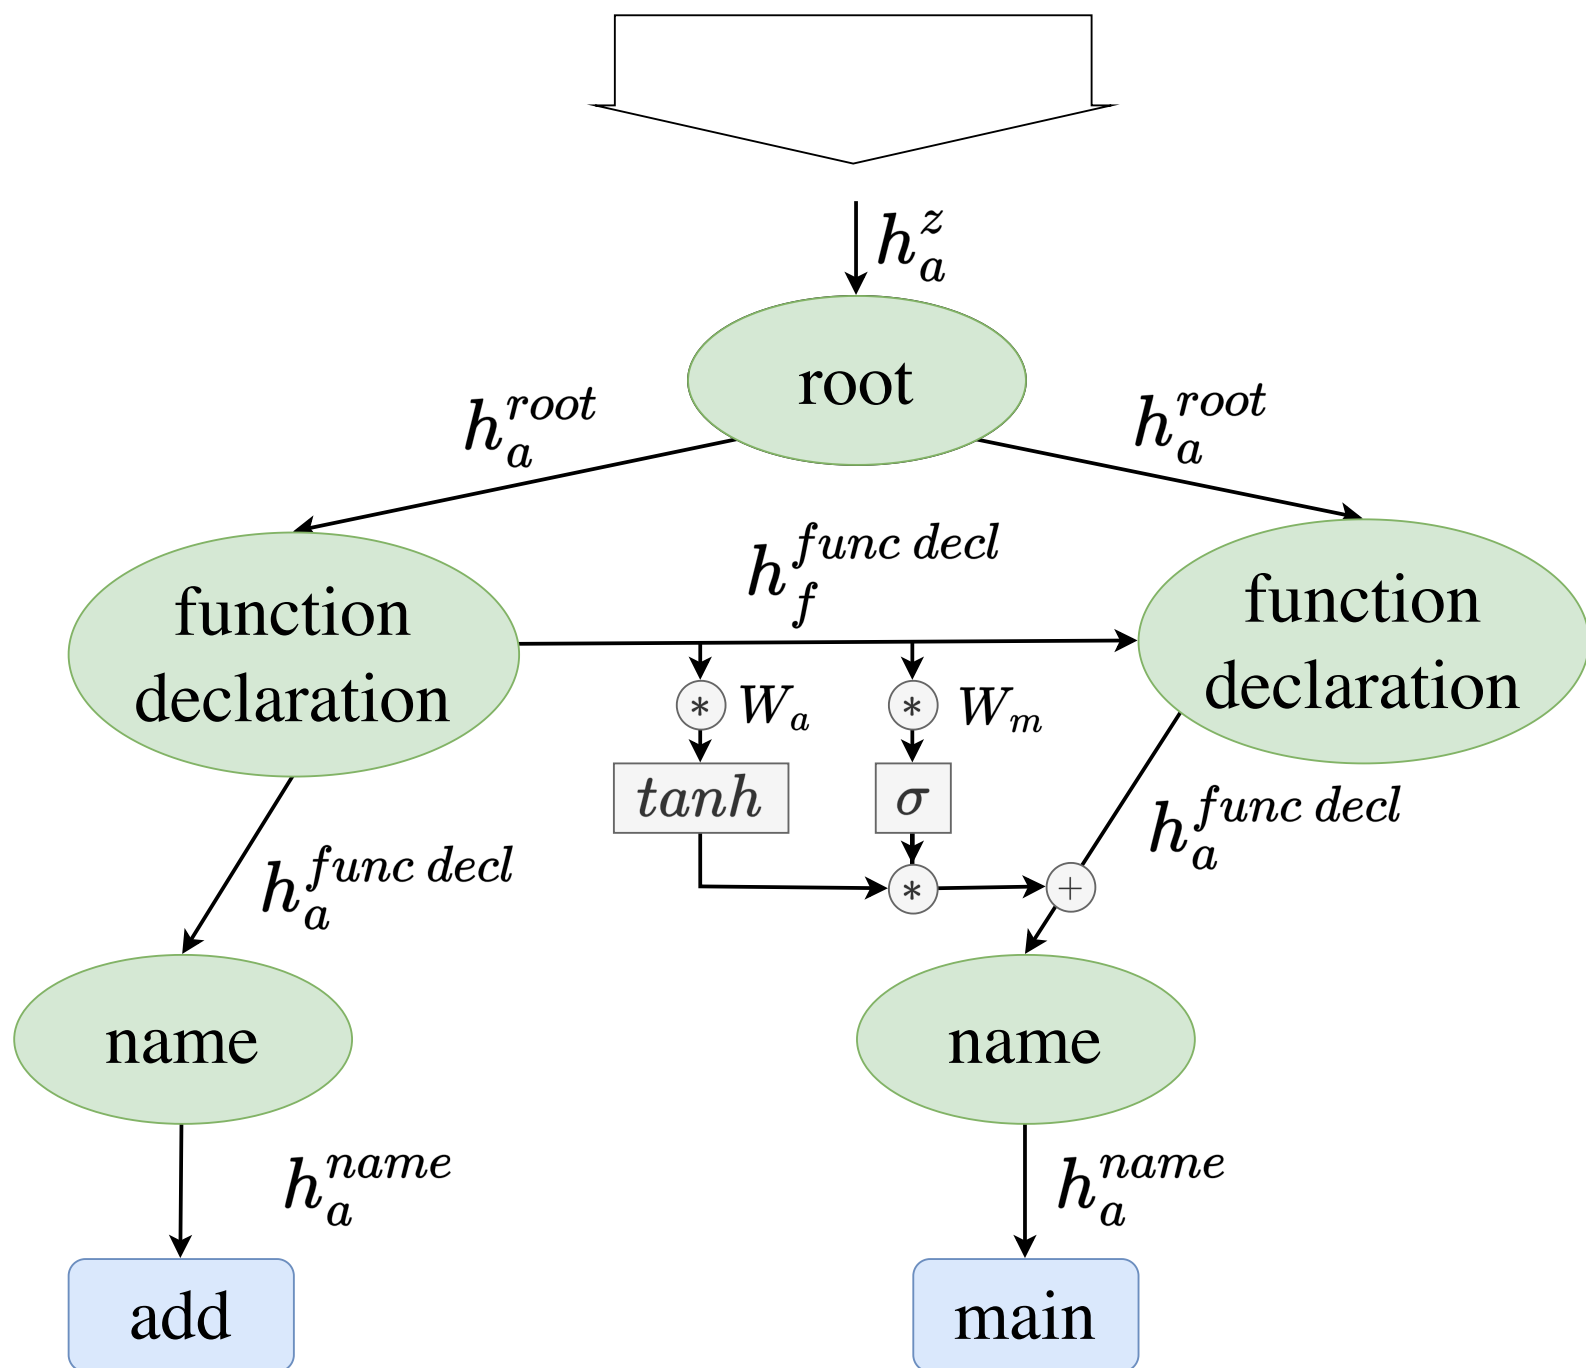 h_a^z
root
h_a^{root}
h_a^{root}
h_f^{func decl}
function
declaration
function
declaration
* W_a
* W_m
tanh
σ
h_a^{func decl}
h_a^{func decl}
*
+
name
name
h_a^{name}
h_a^{name}
add
main